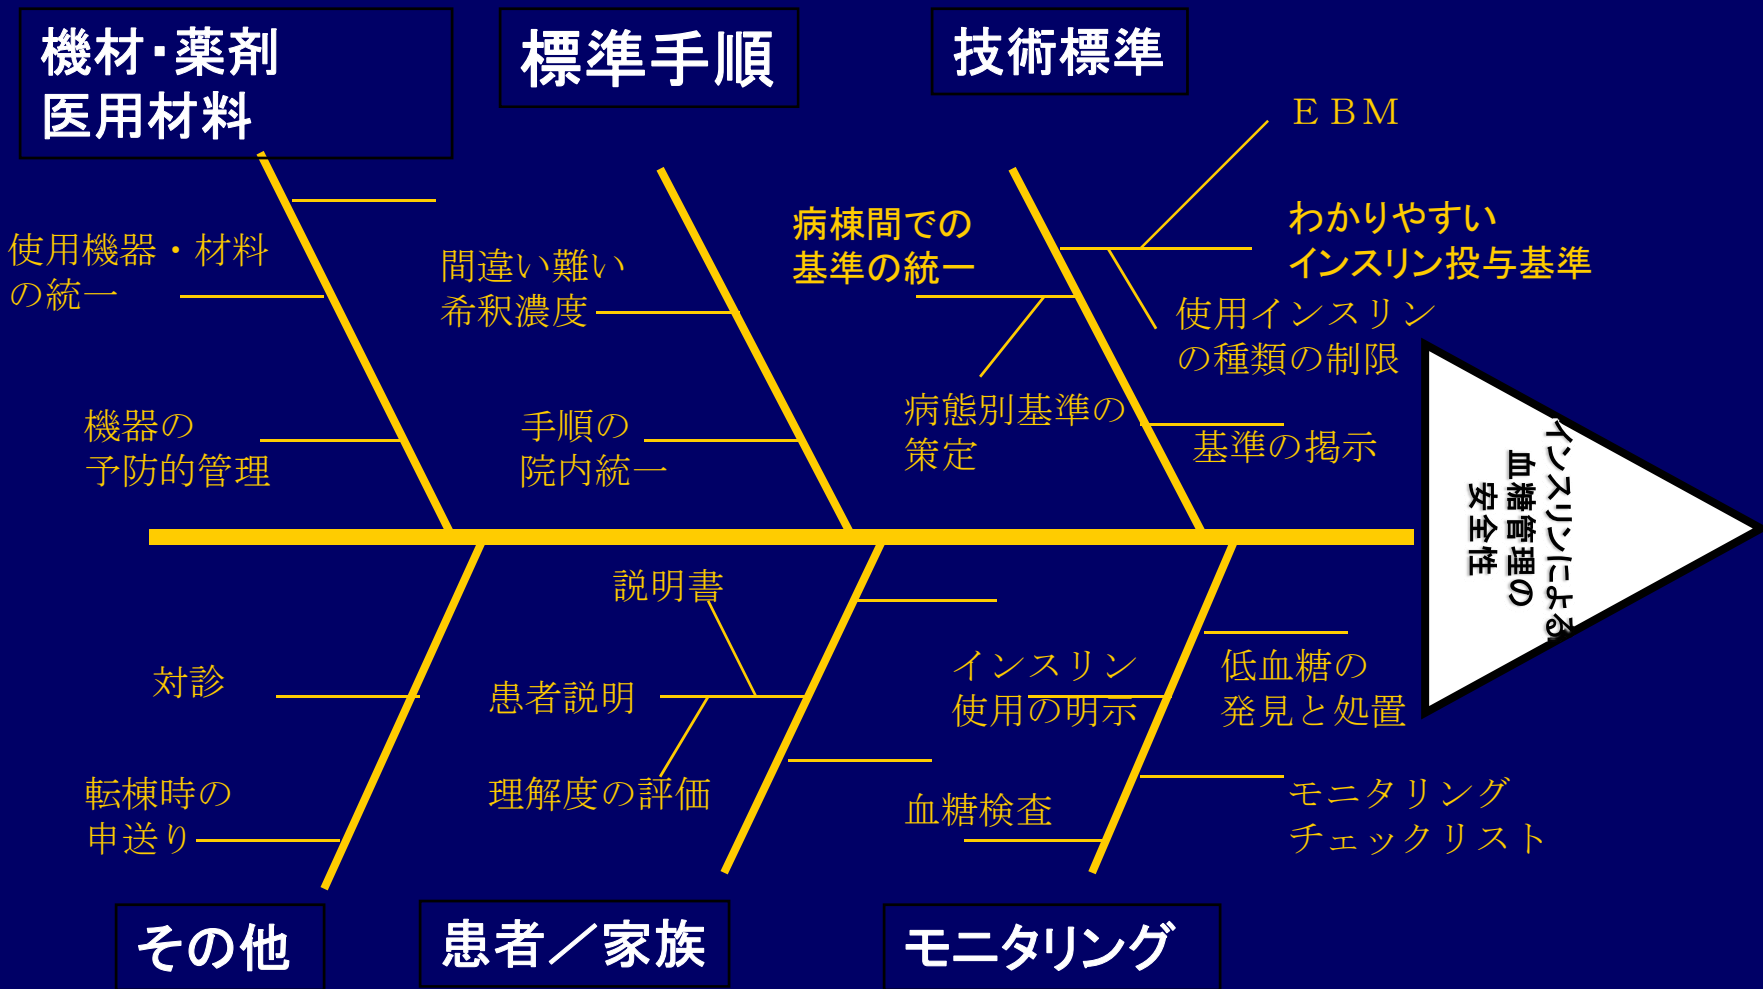 機材・薬剤
医用材料
標準手順
技術標準
ＥＢＭ
使用機器・材料
の統一
間違い難い
希釈濃度
病棟間での
基準の統一
わかりやすい
インスリン投与基準
使用インスリン
の種類の制限
機器の
予防的管理
手順の
院内統一
病態別基準の
策定
基準の掲示
インスリンによる
血糖管理の
安全性
説明書
対診
患者説明
インスリン
使用の明示
低血糖の
発見と処置
転棟時の
申送り
理解度の評価
血糖検査
モニタリング
チェックリスト
その他
患者／家族
モニタリング